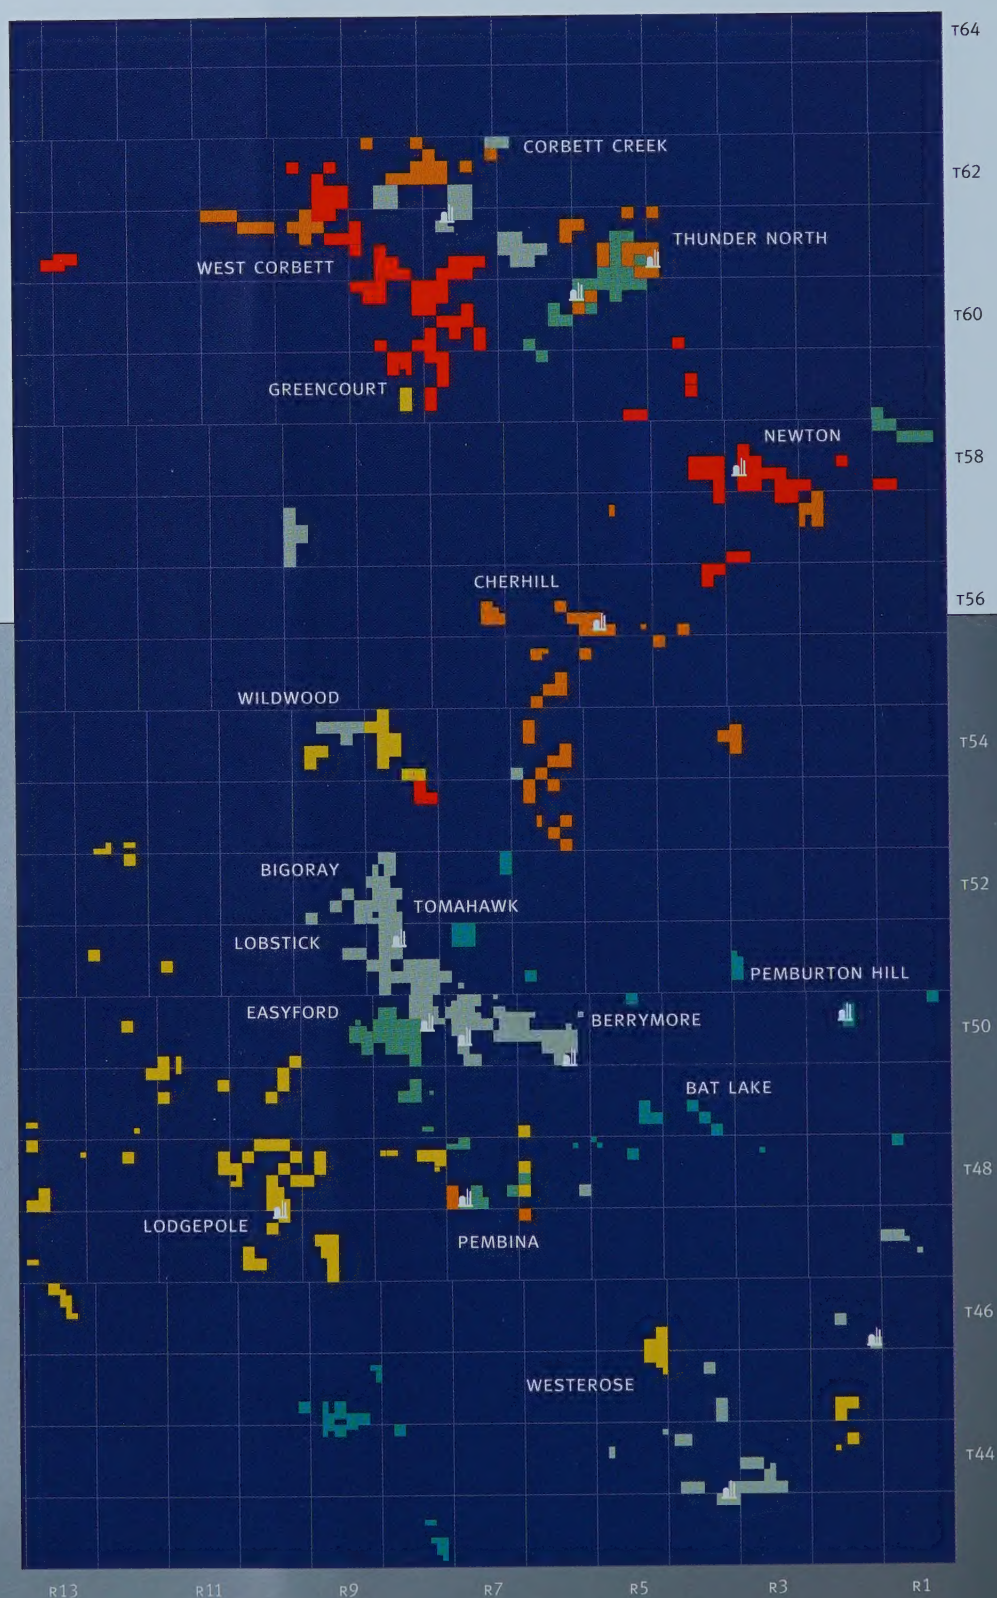 T64
CORBETT CREEK
T62
THUNDER NORTH
WEST CORBETT
T60
GREENCOURT
NEWTON
T58
CHERHILL
T56
WILDWOOD
T54
BIGORAY
T52
TOMAHAWK
LOBSTICK
PEMBURTON HILL
EASYFORD
BERRYMORE
T50
BAT LAKE
T48
LODGEPOLE
PEMBINA
T46
WESTEROSE
T44
R13 R11 R9 R7 R5 R3 R1